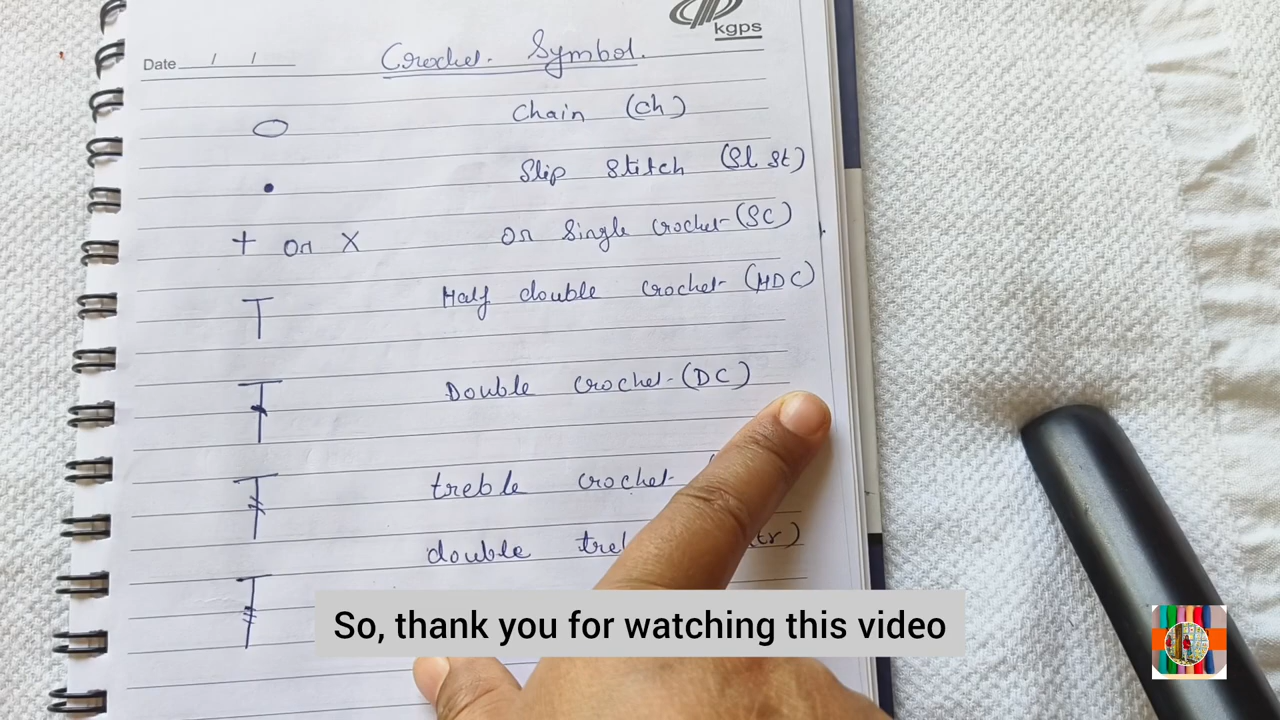 kgps
Date / /
Crochet Symbol.
Chain (ch)
Slip Stitch (Sl St)
+ or X or Single crochet (SC)
Half double crochet (HDC)
Double crochet (DC)
treble crochet
double tr)
So, thank you for watching this video